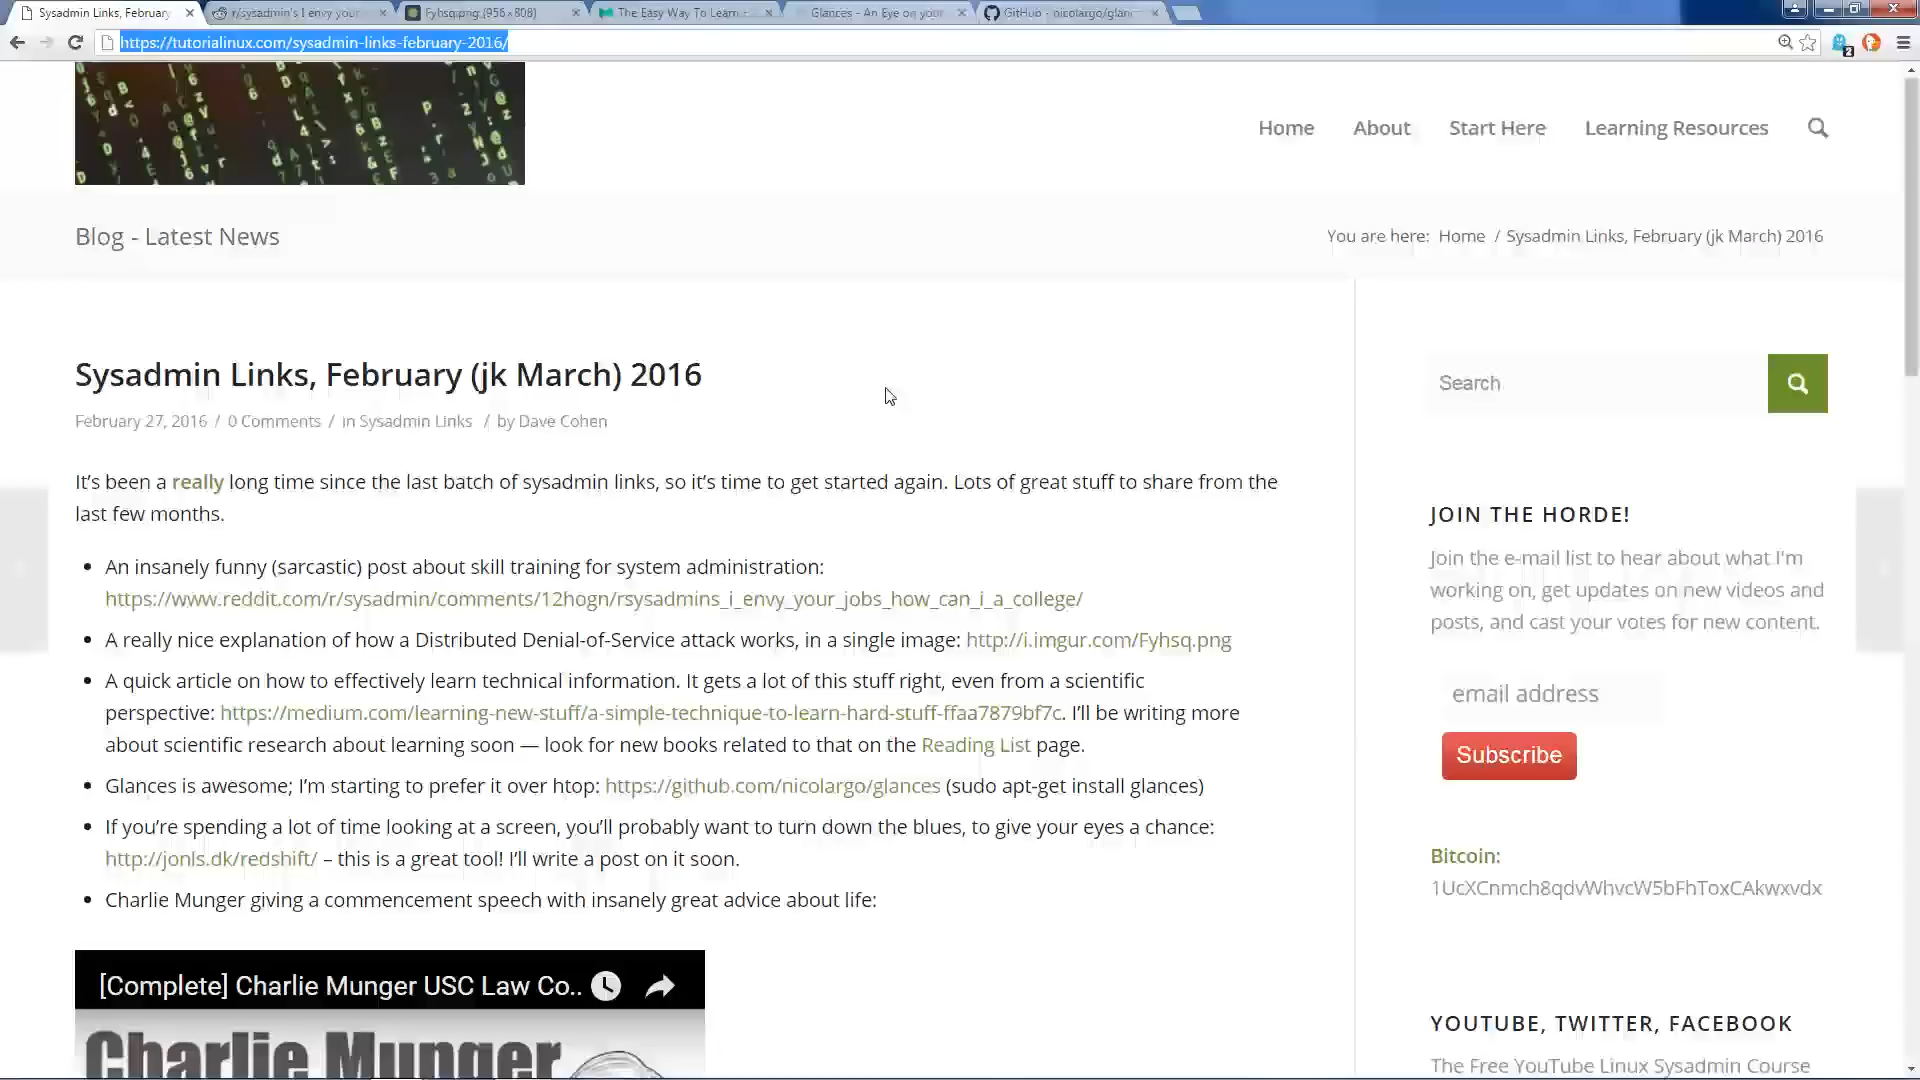 Sysadmin Links, February
r/sysadmin's I envy your
Fyhsq.png (956×808)
The Easy Way To Learn
Glances - An Eye on your
GitHub - nicolargo/glanc
https://tutorialinux.com/sysadmin-links-february-2016/
2
Home About Start Here Learning Resources
Blog - Latest News
You are here: Home / Sysadmin Links, February (jk March) 2016
Sysadmin Links, February (jk March) 2016
February 27, 2016 / 0 Comments / in Sysadmin Links / by Dave Cohen
It’s been a really long time since the last batch of sysadmin links, so it’s time to get started again. Lots of great stuff to share from the
last few months.
• An insanely funny (sarcastic) post about skill training for system administration:
https://www.reddit.com/r/sysadmin/comments/12hogn/rsysadmins_i_envy_your_jobs_how_can_i_a_college/
• A really nice explanation of how a Distributed Denial-of-Service attack works, in a single image: http://i.imgur.com/Fyhsq.png
• A quick article on how to effectively learn technical information. It gets a lot of this stuff right, even from a scientific
perspective: https://medium.com/learning-new-stuff/a-simple-technique-to-learn-hard-stuff-ffaa7879bf7c. I’ll be writing more
about scientific research about learning soon — look for new books related to that on the Reading List page.
• Glances is awesome; I’m starting to prefer it over htop: https://github.com/nicolargo/glances (sudo apt-get install glances)
• If you’re spending a lot of time looking at a screen, you’ll probably want to turn down the blues, to give your eyes a chance:
http://jonls.dk/redshift/ – this is a great tool! I’ll write a post on it soon.
• Charlie Munger giving a commencement speech with insanely great advice about life:
[Complete] Charlie Munger USC Law Co..
Charlie Munger
Search
JOIN THE HORDE!
Join the e-mail list to hear about what I'm
working on, get updates on new videos and
posts, and cast your votes for new content.
email address
Subscribe
Bitcoin:
1UcXCnmch8qdvWhvcW5bFhToxCAkwxvdx
YOUTUBE, TWITTER, FACEBOOK
The Free YouTube Linux Sysadmin Course